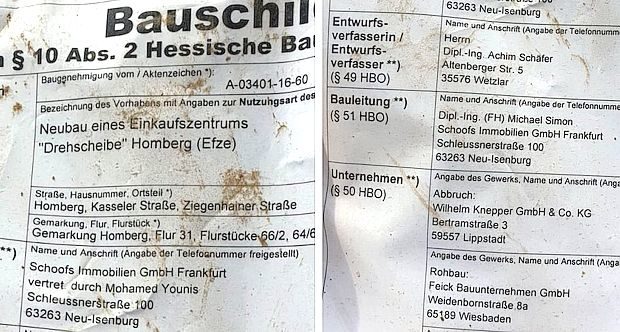 Bauschil
§ 10 Abs. 2 Hessische Ba
Baugenehmigung vom / Aktenzeichen *):
A-03401-16-60
Bezeichnung des Vorhabens mit Angaben zur Nutzungsart des
Neubau eines Einkaufszentrums
"Drehscheibe" Homberg (Efze)
Straße, Hausnummer, Ortsteil *)
Homberg, Kasseler Straße, Ziegenhainer Straße
Gemarkung, Flur, Flurstück *)
Gemarkung Homberg, Flur 31, Flurstücke 66/2, 64/6
**)
Name und Anschrift (Angabe der Telefonnummer freigestellt)
Schoofs Immobilien GmbH Frankfurt
vertret durch Mohamed Younis
Schleussnerstraße 100
63263 Neu-Isenburg
63263 Neu-Isenburg
Entwurfs-
verfasserin /
Entwurfs-
verfasser **)
(§ 49 HBO)
Name und Anschrift (Angabe der Telefonnummer
Herrn
Dipl.-Ing. Achim Schäfer
Altenberger Str. 5
35576 Wetzlar
Bauleitung **)
(§ 51 HBO)
Name und Anschrift (Angabe der Telefonnumme
Dipl.-Ing. (FH) Michael Simon
Schoofs Immobilien GmbH Frankfurt
Schleussnerstraße 100
63263 Neu-Isenburg
Unternehmen **)
(§ 50 HBO)
Angabe des Gewerks, Name und Anschrift (Anga
Abbruch:
Wilhelm Knepper GmbH & Co. KG
Bertramstraße 3
59557 Lippstadt
Angabe des Gewerks, Name und Anschrift (Ang
Rohbau:
Feick Bauunternehmen GmbH
Weidenbornstraße 8a
65189 Wiesbaden